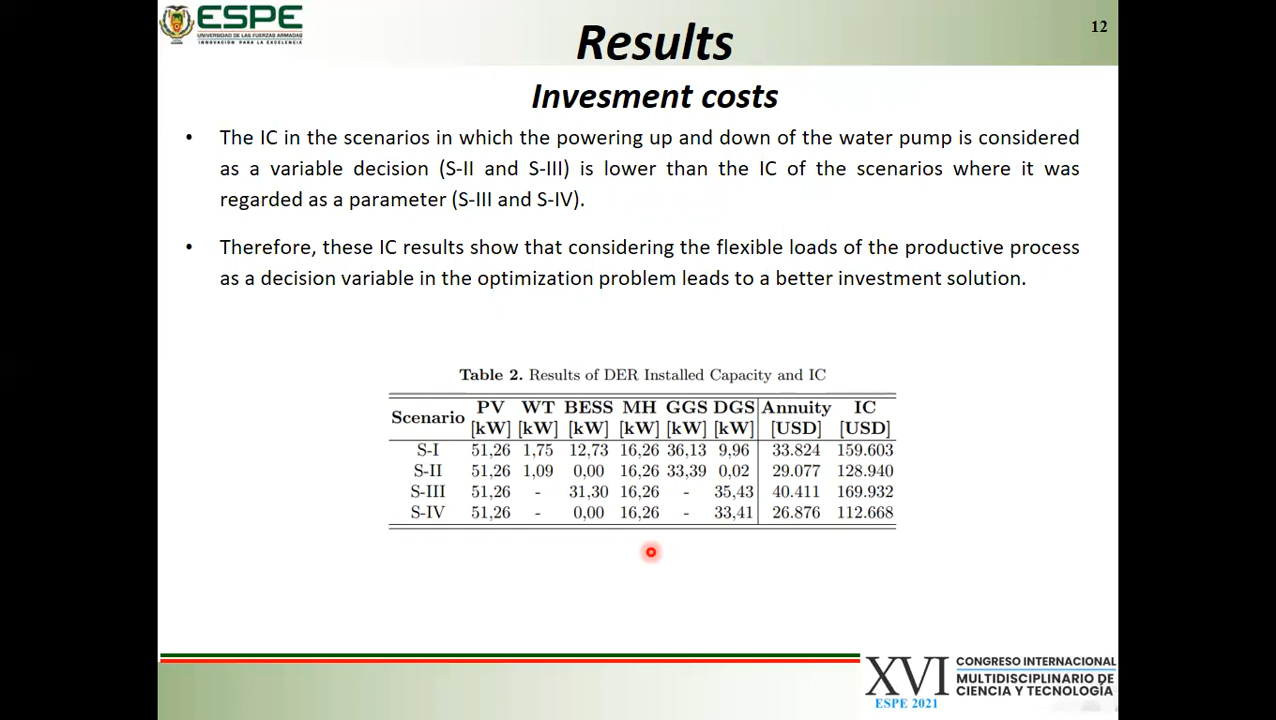 ESPE
UNIVERSIDAD DE LAS FUERZAS ARMADAS
INNOVACIÓN PARA LA EXCELENCIA
12
Results
Invesment costs
• The IC in the scenarios in which the powering up and down of the water pump is considered
as a variable decision (S-II and S-III) is lower than the IC of the scenarios where it was
regarded as a parameter (S-III and S-IV).
• Therefore, these IC results show that considering the flexible loads of the productive process
as a decision variable in the optimization problem leads to a better investment solution.
Table 2. Results of DER Installed Capacity and IC
Scenario PV WT BESS MH GGS DGS Annuity IC
[kW] [kW] [kW] [kW] [kW] [kW] [USD] [USD]
S-I 51,26 1,75 12,73 16,26 36,13 9,96 33.824 159.603
S-II 51,26 1,09 0,00 16,26 33,39 0,02 29.077 128.940
S-III 51,26 - 31,30 16,26 - 35,43 40.411 169.932
S-IV 51,26 - 0,00 16,26 - 33,41 26.876 112.668
XVI CONGRESO INTERNACIONAL
MULTIDISCIPLINARIO DE
CIENCIA Y TECNOLOGÍA
ESPE 2021